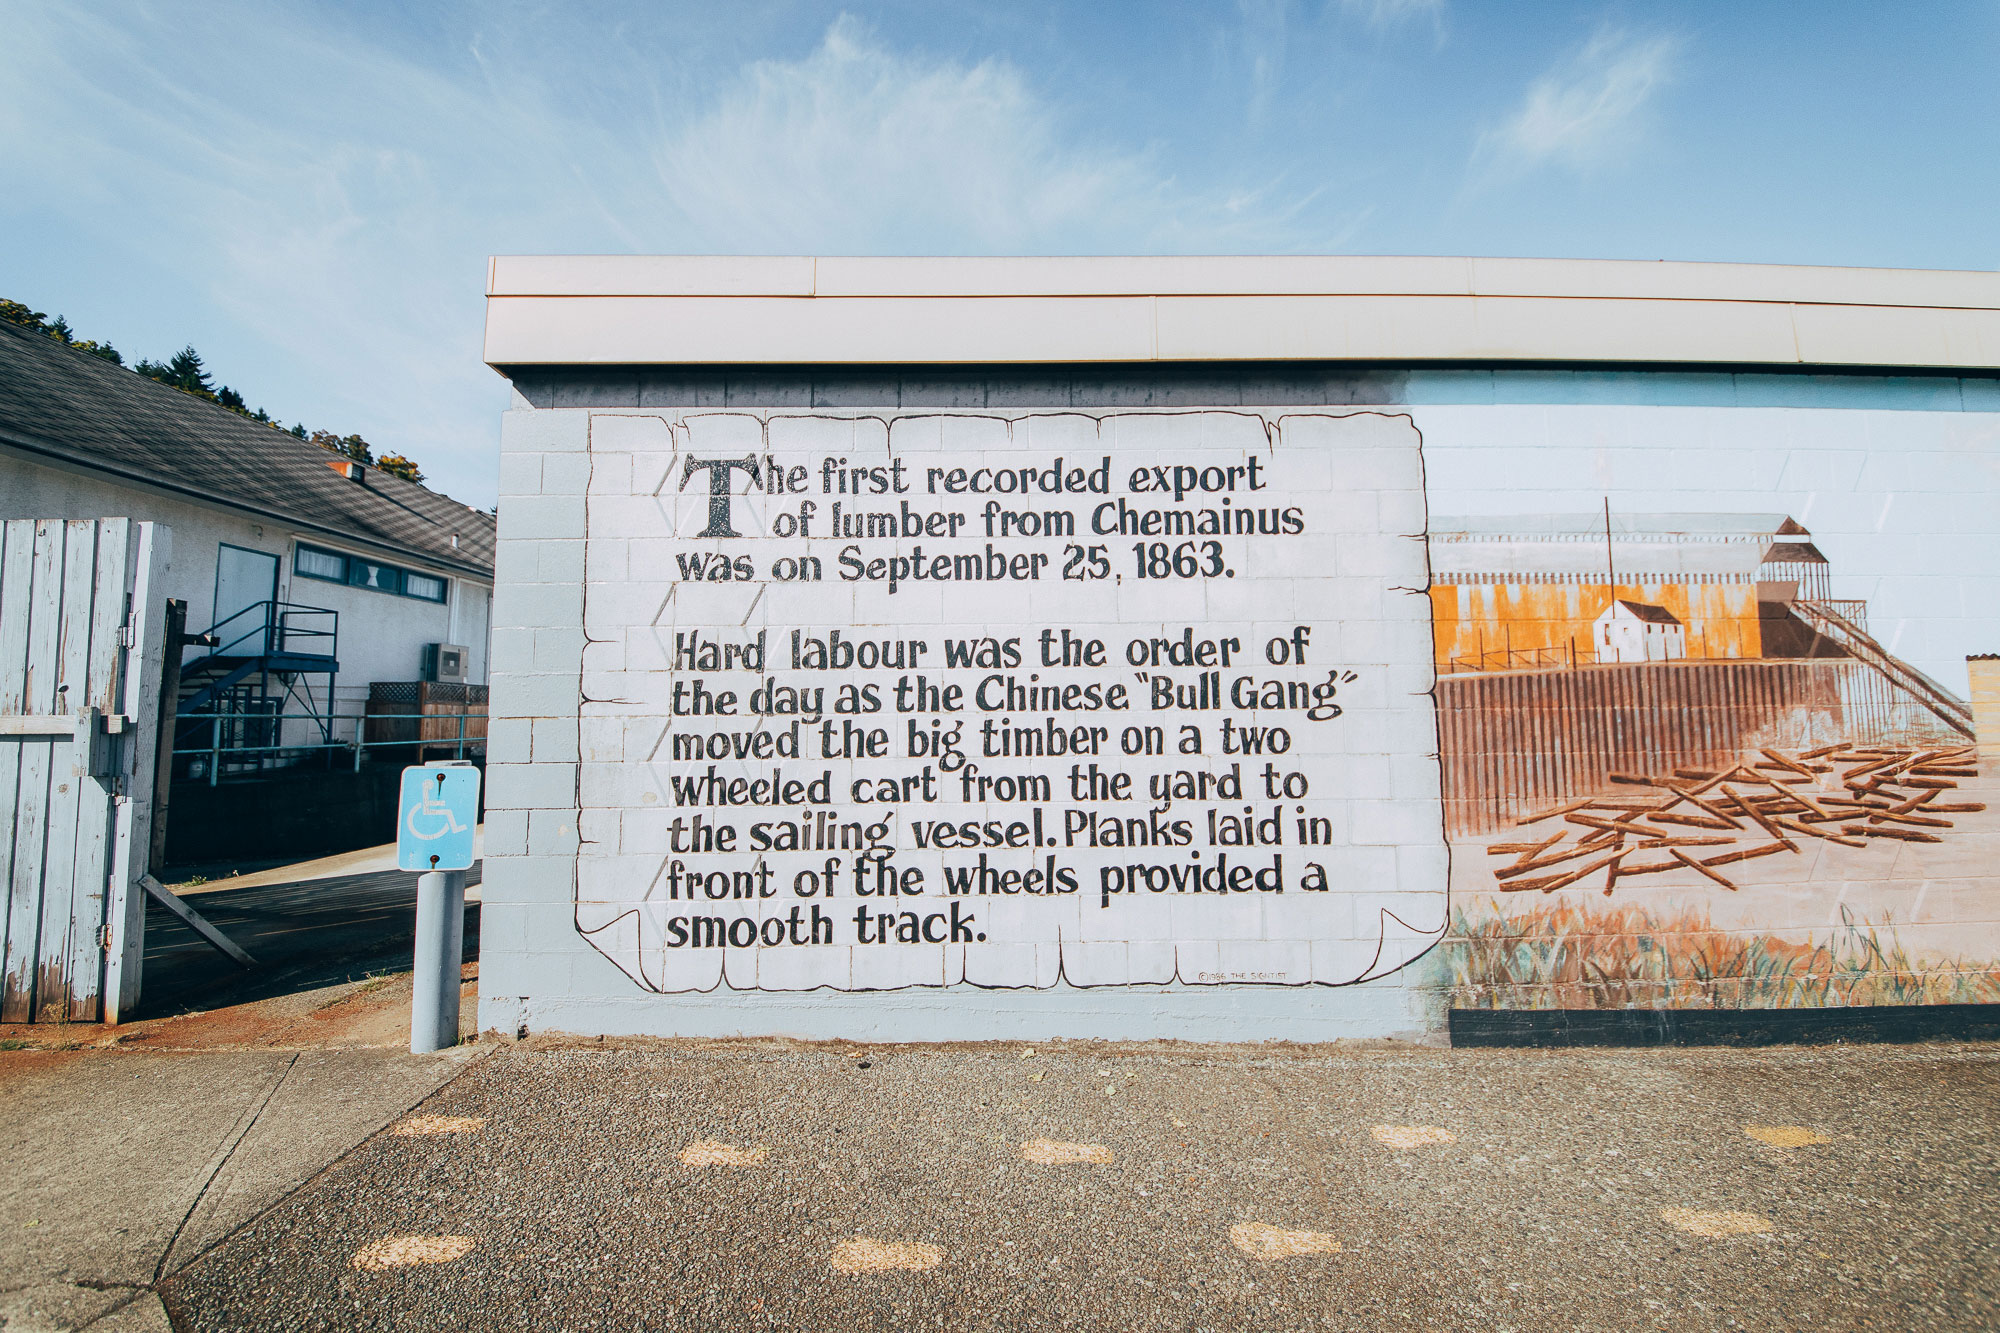 The first recorded export
of lumber from Chemainus
was on September 25, 1863.
Hard labour was the order of
the day as the Chinese "Bull Gang"
moved the big timber on a two
wheeled cart from the yard to
the sailing vessel. Planks laid in
front of the wheels provided a
smooth track.
©1986 THE SIGNTIST